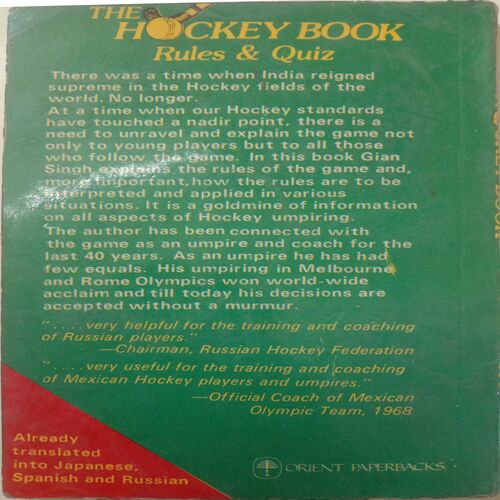 THE
HOCKEY BOOK
Rules & Quiz
There was a time when India reigned
supreme in the Hockey fields of the
world. No longer.
At a time when our Hockey standards
have touched a nadir point, there is a
need to unravel and explain the game not
only to young players but to all those
who follow the game. In this book Gian
Singh explains the rules of the game and,
more important, how the rules are to be
interpreted and applied in various
situations. It is a goldmine of information
on all aspects of Hockey umpiring.
The author has been connected with
the game as an umpire and coach for the
last 40 years. As an umpire he has had
few equals. His umpiring in Melbourne
and Rome Olympics won world-wide
acclaim and till today his decisions are
accepted without a murmur.
". . . .very helpful for the training and coaching
of Russian players."
—Chairman, Russian Hockey Federation
". . . .very useful for the training and coaching
of Mexican Hockey players and umpires."
—Official Coach of Mexican
Olympic Team, 1968
Already
translated
into Japanese,
Spanish and Russian
ORIENT PAPERBACKS